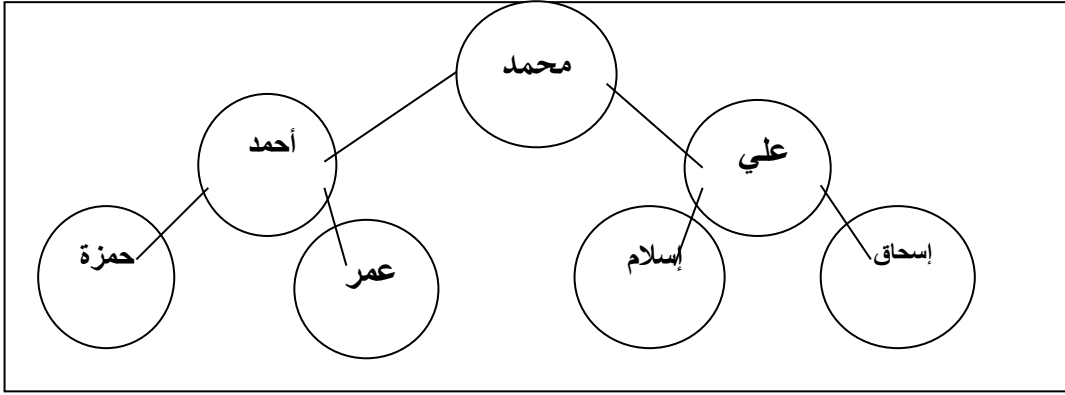 محمد
علي
أحمد
إسحاق
إسلام
عمر
حمزة